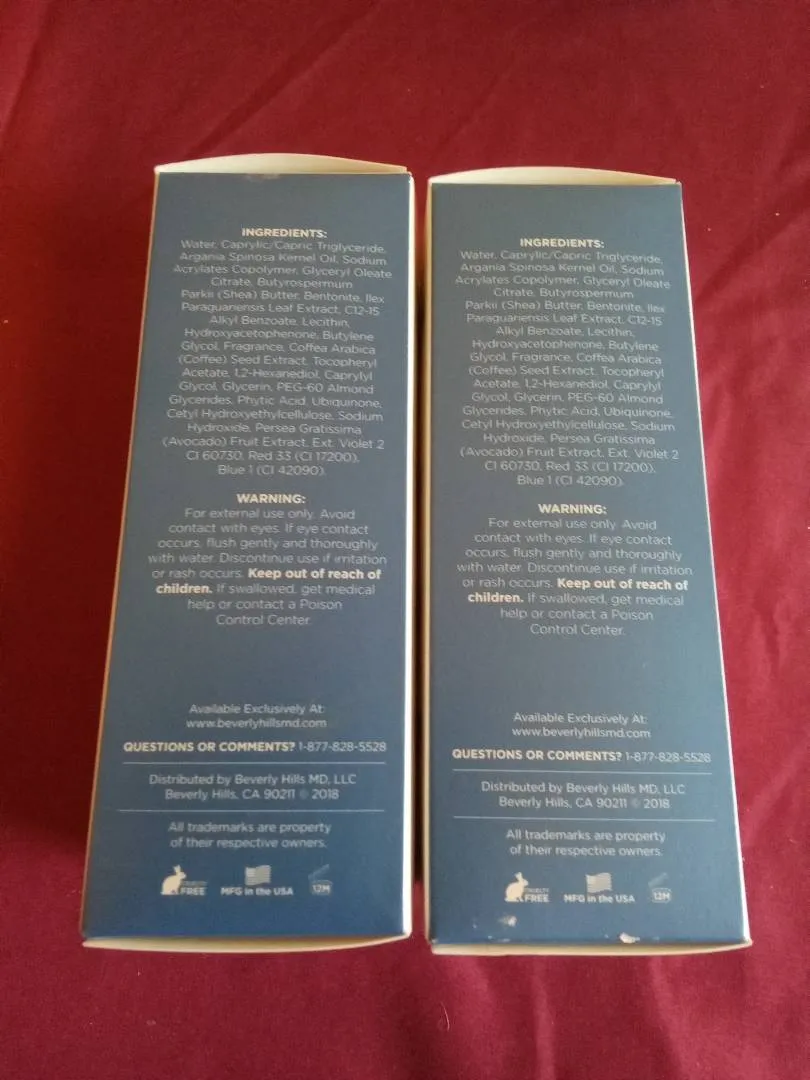 INGREDIENTS:
Water, Caprylic/Capric Triglyceride,
Argania Spinosa Kernel Oil, Sodium
Acrylates Copolymer, Glyceryl Oleate
Citrate, Butyrospermum
Parkii (Shea) Butter, Bentonite, Ilex
Paraguariensis Leaf Extract, C12-15
Alkyl Benzoate, Lecithin,
Hydroxyacetophenone, Butylene
Glycol, Fragrance, Coffea Arabica
(Coffee) Seed Extract, Tocopheryl
Acetate, 1,2-Hexanediol, Caprylyl
Glycol, Glycerin, PEG-60 Almond
Glycerides, Phytic Acid, Ubiquinone,
Cetyl Hydroxyethylcellulose, Sodium
Hydroxide, Persea Gratissima
(Avocado) Fruit Extract, Ext. Violet 2
CI 60730, Red 33 (CI 17200),
Blue 1 (CI 42090).
WARNING:
For external use only. Avoid
contact with eyes. If eye contact
occurs, flush gently and thoroughly
with water. Discontinue use if irritation
or rash occurs. Keep out of reach of
children. If swallowed, get medical
help or contact a Poison
Control Center.
Available Exclusively At:
www.beverlyhillsmd.com
QUESTIONS OR COMMENTS? 1-877-828-5528
Distributed by Beverly Hills MD, LLC
Beverly Hills, CA 90211 © 2018
All trademarks are property
of their respective owners.
CRUELTY
FREE
MFG in the USA
12M
INGREDIENTS:
Water, Caprylic/Capric Triglyceride,
Argania Spinosa Kernel Oil, Sodium
Acrylates Copolymer, Glyceryl Oleate
Citrate, Butyrospermum
Parkii (Shea) Butter, Bentonite, Ilex
Paraguariensis Leaf Extract, C12-15
Alkyl Benzoate, Lecithin,
Hydroxyacetophenone, Butylene
Glycol, Fragrance, Coffea Arabica
(Coffee) Seed Extract, Tocopheryl
Acetate, 1,2-Hexanediol, Caprylyl
Glycol, Glycerin, PEG-60 Almond
Glycerides, Phytic Acid, Ubiquinone,
Cetyl Hydroxyethylcellulose, Sodium
Hydroxide, Persea Gratissima
(Avocado) Fruit Extract, Ext. Violet 2
CI 60730, Red 33 (CI 17200),
Blue 1 (CI 42090).
WARNING:
For external use only. Avoid
contact with eyes. If eye contact
occurs, flush gently and thoroughly
with water. Discontinue use if irritation
or rash occurs. Keep out of reach of
children. If swallowed, get medical
help or contact a Poison
Control Center.
Available Exclusively At:
www.beverlyhillsmd.com
QUESTIONS OR COMMENTS? 1-877-828-5528
Distributed by Beverly Hills MD, LLC
Beverly Hills, CA 90211 © 2018
All trademarks are property
of their respective owners.
CRUELTY
FREE
MFG in the USA
12M